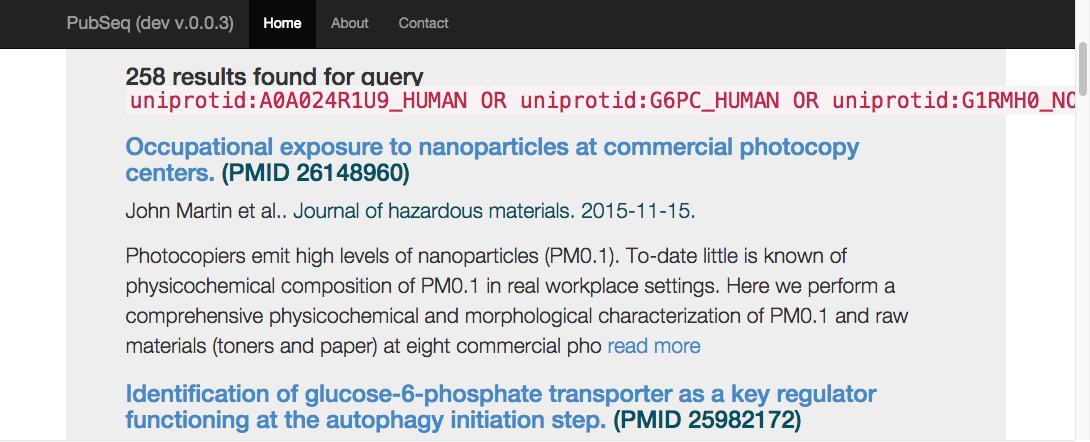 PubSeq (dev v.0.0.3) Home About Contact
258 results found for query
uniprotid:A0A024R1U9_HUMAN OR uniprotid:G6PC_HUMAN OR uniprotid:G1RMH0_NO
Occupational exposure to nanoparticles at commercial photocopy
centers. (PMID 26148960)
John Martin et al.. Journal of hazardous materials. 2015-11-15.
Photocopiers emit high levels of nanoparticles (PM0.1). To-date little is known of
physicochemical composition of PM0.1 in real workplace settings. Here we perform a
comprehensive physicochemical and morphological characterization of PM0.1 and raw
materials (toners and paper) at eight commercial pho read more
Identification of glucose-6-phosphate transporter as a key regulator
functioning at the autophagy initiation step. (PMID 25982172)